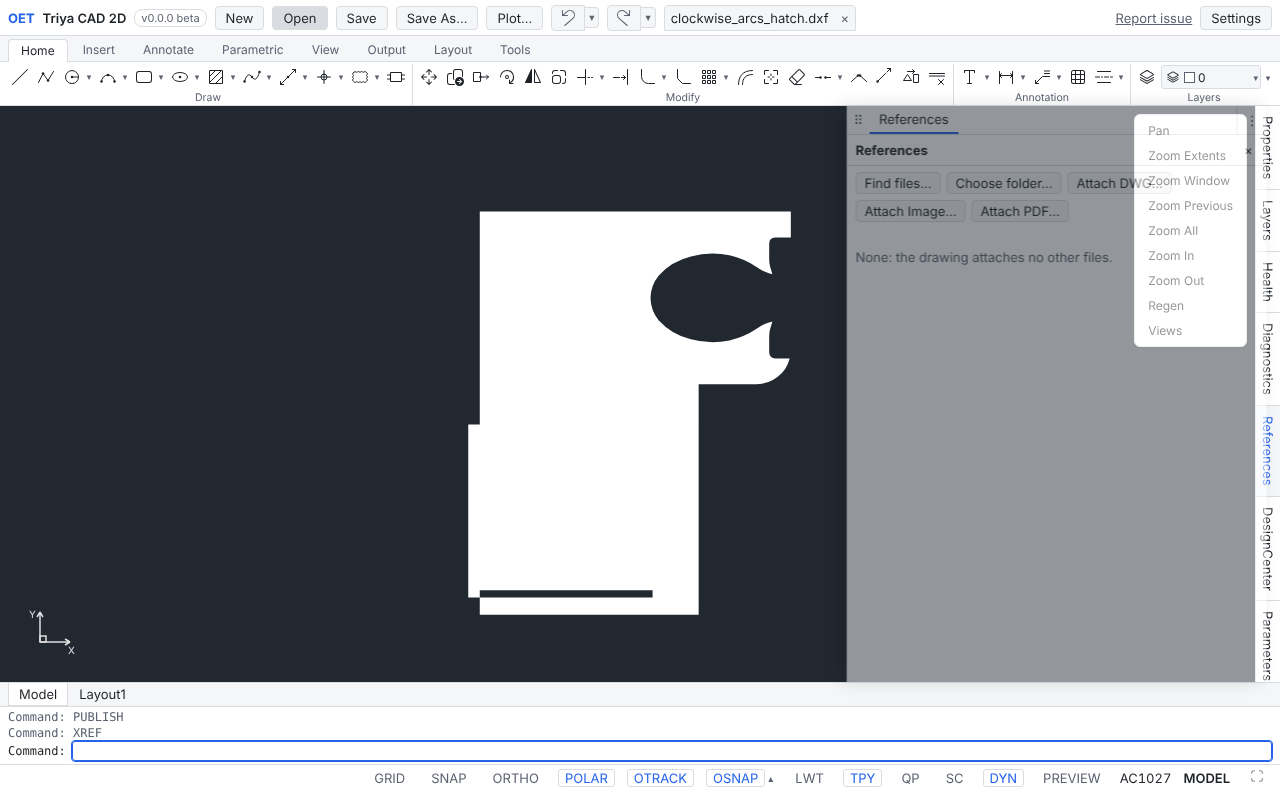 OET Triya CAD 2D v0.0.0 beta New Open Save Save As... Plot... clockwise_arcs_hatch.dxf × Report issue Settings
Home Insert Annotate Parametric View Output Layout Tools
0
Draw Modify Annotation Layers
References
References ×
Find files... Choose folder... Attach DWG...
Attach Image... Attach PDF...
None: the drawing attaches no other files.
Pan
Zoom Extents
Zoom Window
Zoom Previous
Zoom All
Zoom In
Zoom Out
Regen
Views
Properties
Layers
Health
Diagnostics
References
DesignCenter
Parameters
Y
X
Model Layout1
Command: PUBLISH
Command: XREF
Command:
GRID SNAP ORTHO POLAR OTRACK OSNAP LWT TPY QP SC DYN PREVIEW AC1027 MODEL